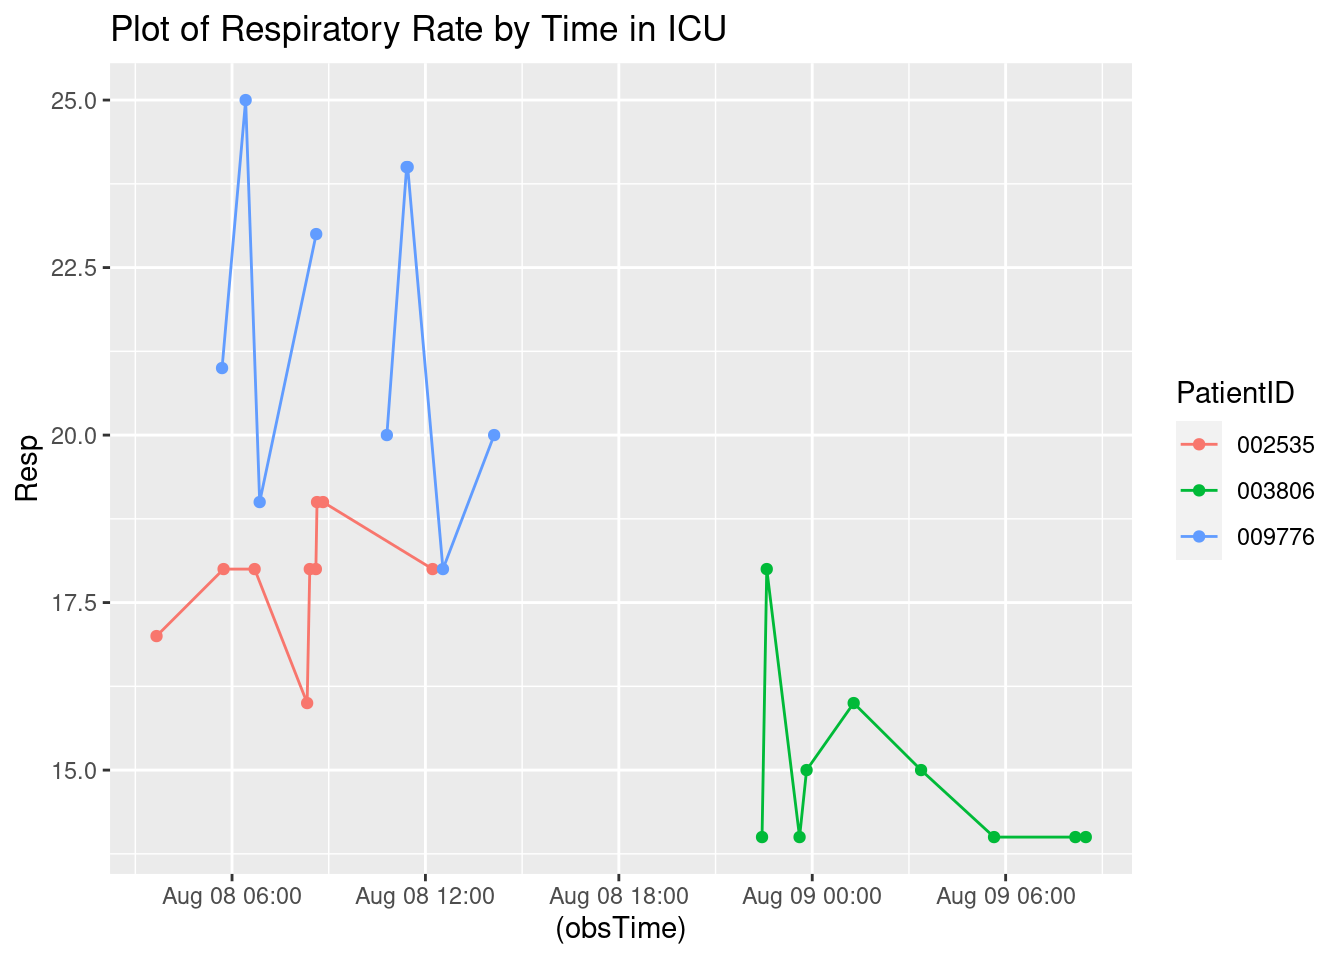 Plot of Respiratory Rate by Time in ICU
25.0
22.5
20.0
17.5
15.0
Resp
Aug 08 06:00
Aug 08 12:00
Aug 08 18:00
Aug 09 00:00
Aug 09 06:00
(obsTime)
PatientID
002535
003806
009776